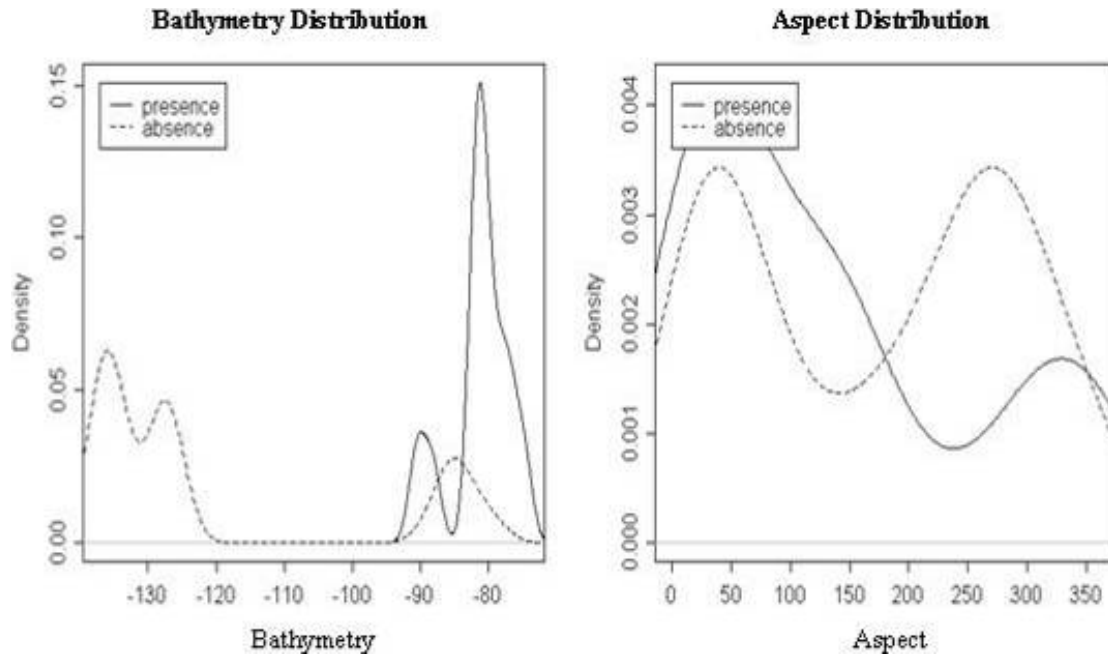 Bathymetry Distribution
presence
absence
Density
0.00
0.05
0.10
0.15
-130
-120
-110
-100
-90
-80
Bathymetry
Aspect Distribution
presence
absence
Density
0.000
0.001
0.002
0.003
0.004
0
50
100
150
200
250
300
350
Aspect